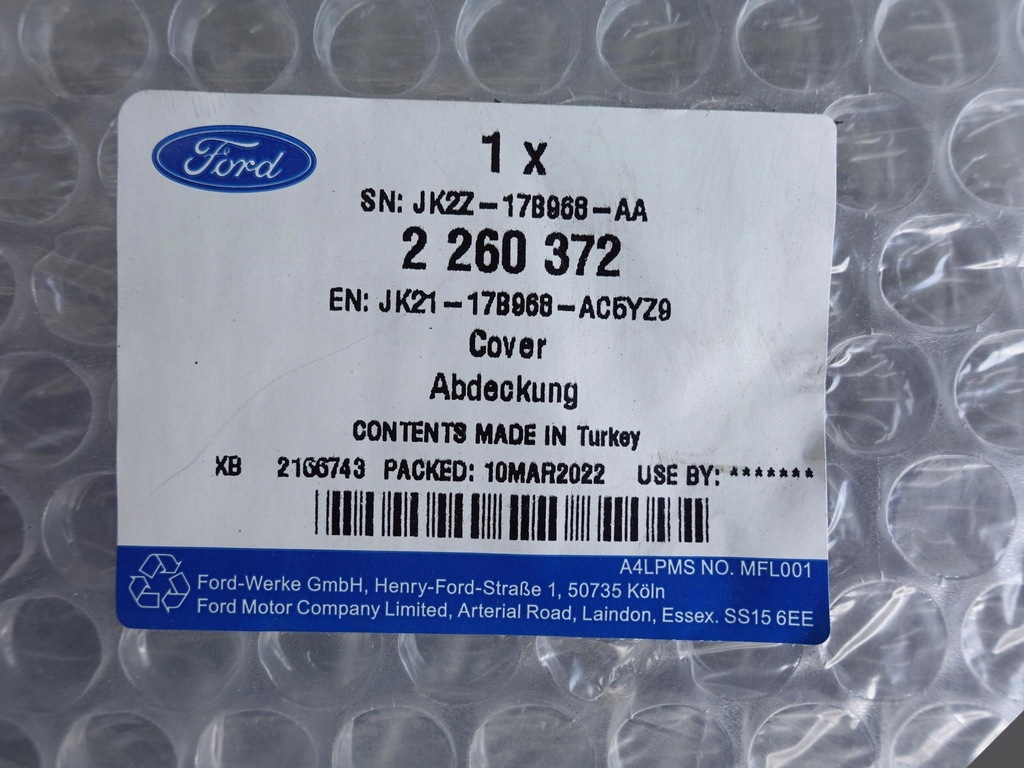 Ford
1 x
SN: JK2Z-17B968-AA
2 260 372
EN: JK21-17B968-AC5YZ9
Cover
Abdeckung
CONTENTS MADE IN Turkey
XB 2166743 PACKED: 10MAR2022 USE BY: *******
A4LPMS NO. MFL001
Ford-Werke GmbH, Henry-Ford-Straße 1, 50735 Köln
Ford Motor Company Limited, Arterial Road, Laindon, Essex. SS15 6EE